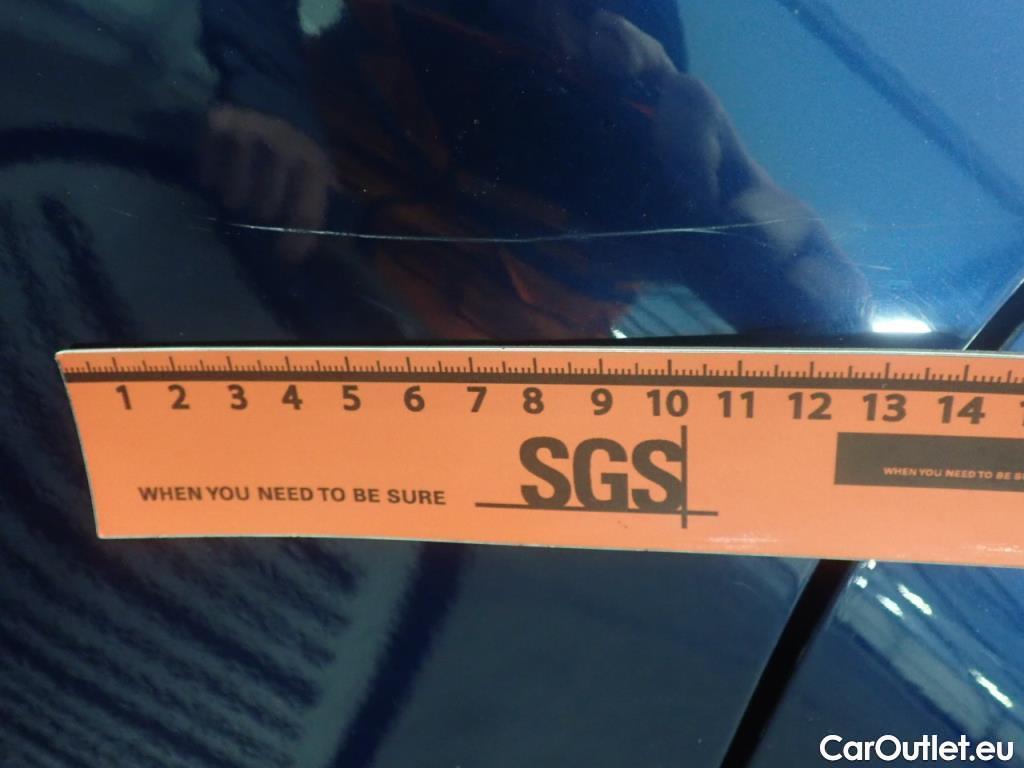 1 2 3 4 5 6 7 8 9 10 11 12 13 14
SGS
WHEN YOU NEED TO BE SURE
WHEN YOU NEED TO BE
CarOutlet.eu